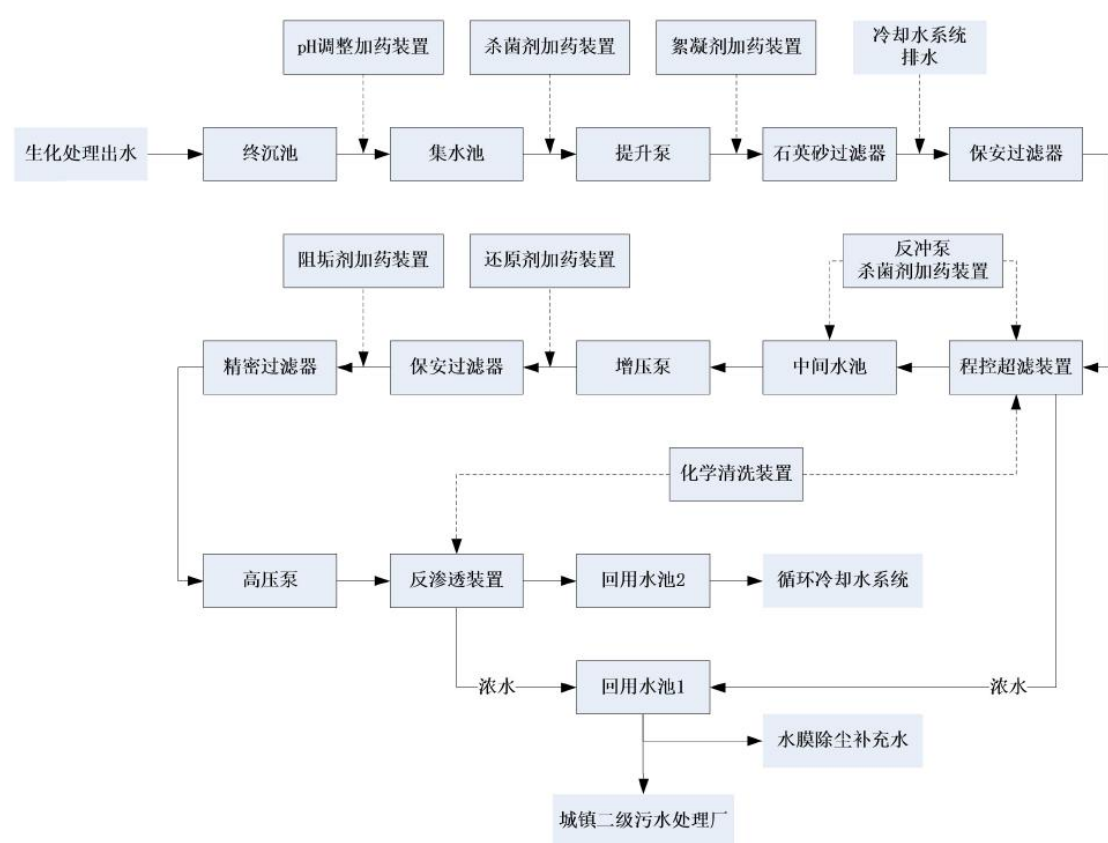 pH调整加药装置
杀菌剂加药装置
絮凝剂加药装置
冷却水系统
排水
生化处理出水
终沉池
集水池
提升泵
石英砂过滤器
保安过滤器
阻垢剂加药装置
还原剂加药装置
反冲泵
杀菌剂加药装置
精密过滤器
保安过滤器
增压泵
中间水池
程控超滤装置
化学清洗装置
高压泵
反渗透装置
回用水池2
循环冷却水系统
浓水
回用水池1
浓水
水膜除尘补充水
城镇二级污水处理厂